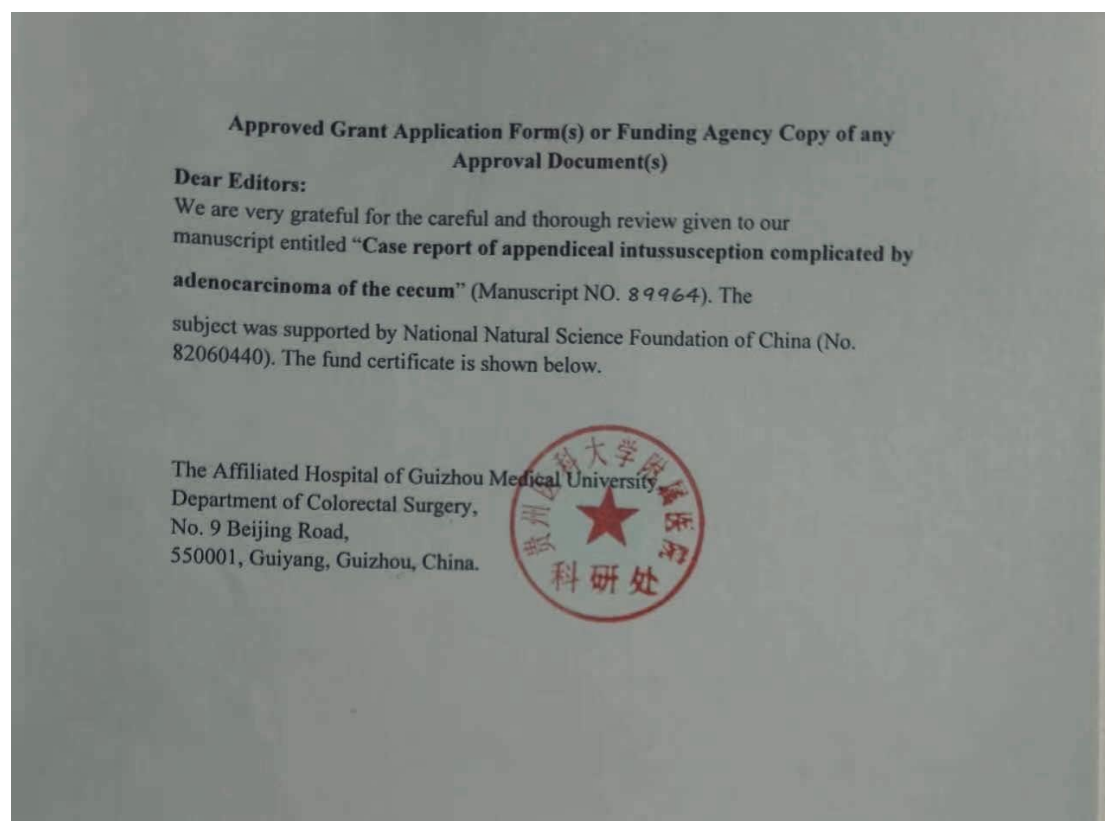 Approved Grant Application Form(s) or Funding Agency Copy of any
Approval Document(s)
Dear Editors:
We are very grateful for the careful and thorough review given to our
manuscript entitled “Case report of appendiceal intussusception complicated by
adenocarcinoma of the cecum” (Manuscript NO. 89964). The
subject was supported by National Natural Science Foundation of China (No.
82060440). The fund certificate is shown below.
The Affiliated Hospital of Guizhou Medical University,
Department of Colorectal Surgery,
No. 9 Beijing Road,
550001, Guiyang, Guizhou, China.
贵州医科大学附属医院
科研处